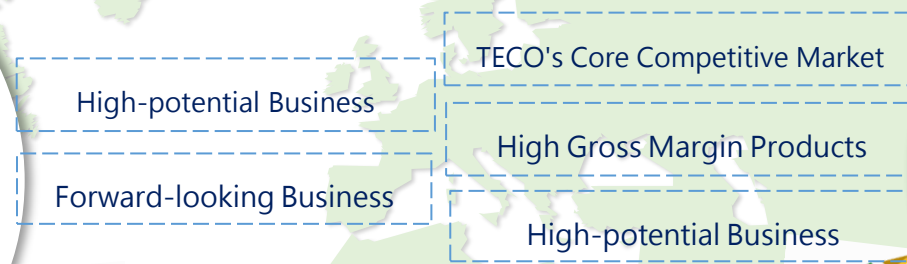 High-potential Business
Forward-looking Business
TECO's Core Competitive Market
High Gross Margin Products
High-potential Business